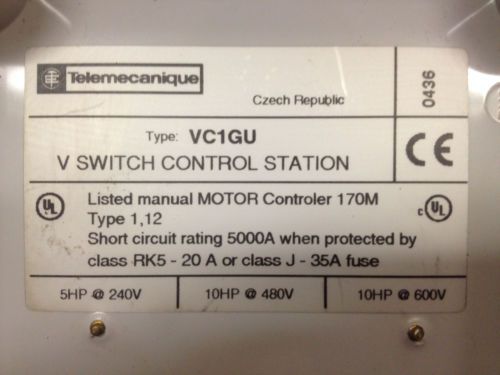 Telemecanique
Czech Republic
0436
Type: VC1GU
V SWITCH CONTROL STATION
CE
UL
Listed manual MOTOR Controler 170M
Type 1,12
Short circuit rating 5000A when protected by
class RK5 - 20 A or class J - 35A fuse
c UL
5HP @ 240V
10HP @ 480V
10HP @ 600V